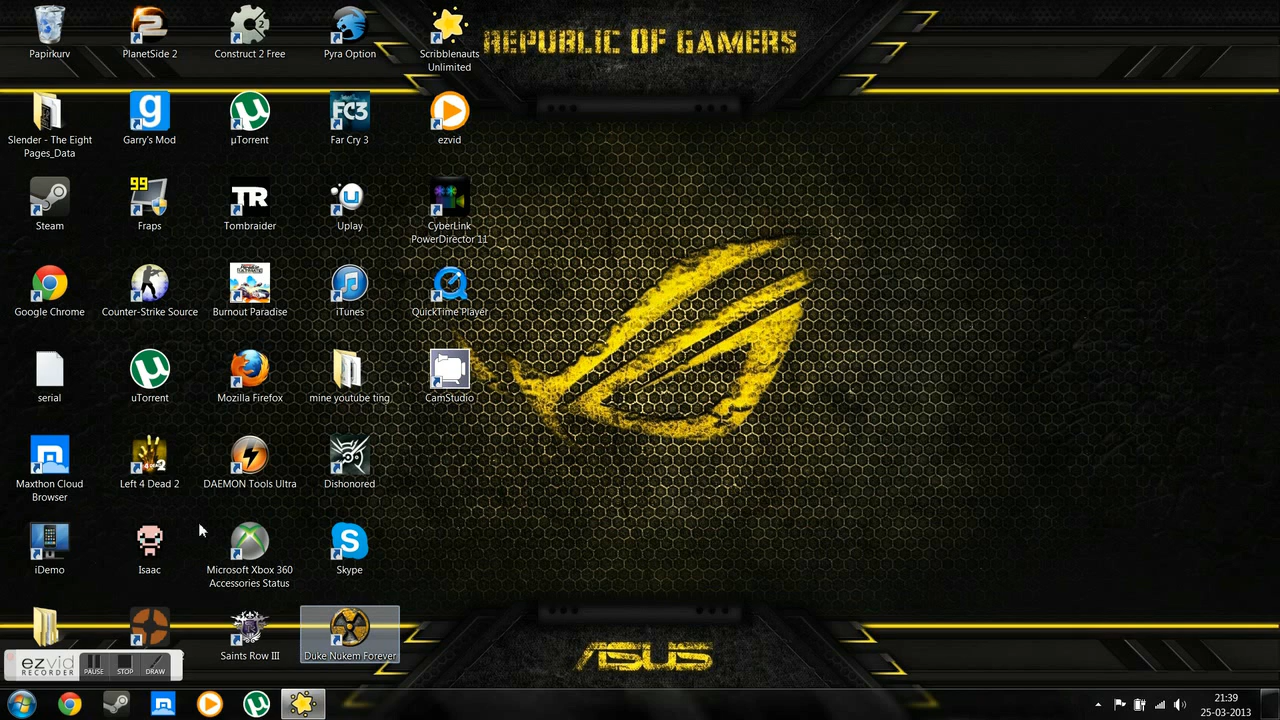 REPUBLIC OF GAMERS
Papirkurv
PlanetSide 2
Construct 2 Free
Pyra Option
Scribblenauts
Unlimited
Slender - The Eight
Pages_Data
Garry's Mod
µTorrent
FC3
Far Cry 3
ezvid
Steam
99
Fraps
TR
Tombraider
Uplay
CyberLink
PowerDirector 11
Google Chrome
Counter-Strike Source
Burnout Paradise
iTunes
QuickTime Player
serial
uTorrent
Mozilla Firefox
mine youtube ting
CamStudio
Maxthon Cloud
Browser
Left 4 Dead 2
DAEMON Tools Ultra
Dishonored
iDemo
Isaac
Microsoft Xbox 360
Accessories Status
Skype
Saints Row III
Duke Nukem Forever
ezvid
RECORDER
PAUSE
STOP
DRAW
ASUS
21:39
25-03-2013